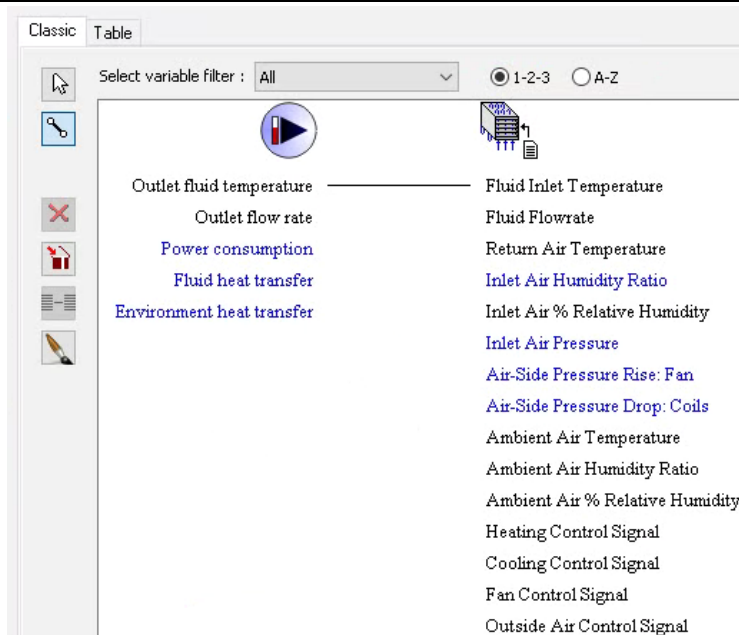 Classic Table
Select variable filter : All 1-2-3 A-Z
Outlet fluid temperature Fluid Inlet Temperature
Outlet flow rate Fluid Flowrate
Power consumption Return Air Temperature
Fluid heat transfer Inlet Air Humidity Ratio
Environment heat transfer Inlet Air % Relative Humidity
Inlet Air Pressure
Air-Side Pressure Rise: Fan
Air-Side Pressure Drop: Coils
Ambient Air Temperature
Ambient Air Humidity Ratio
Ambient Air % Relative Humidity
Heating Control Signal
Cooling Control Signal
Fan Control Signal
Outside Air Control Signal